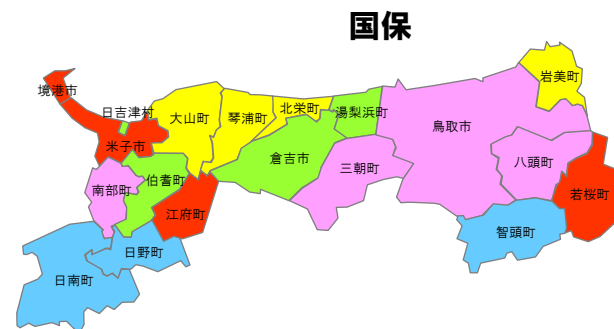 国保
岩美町
境港市
日吉津村
大山町
琴浦町
北栄町
湯梨浜町
鳥取市
米子市
倉吉市
三朝町
八頭町
南部町
伯耆町
江府町
若桜町
智頭町
日野町
日南町